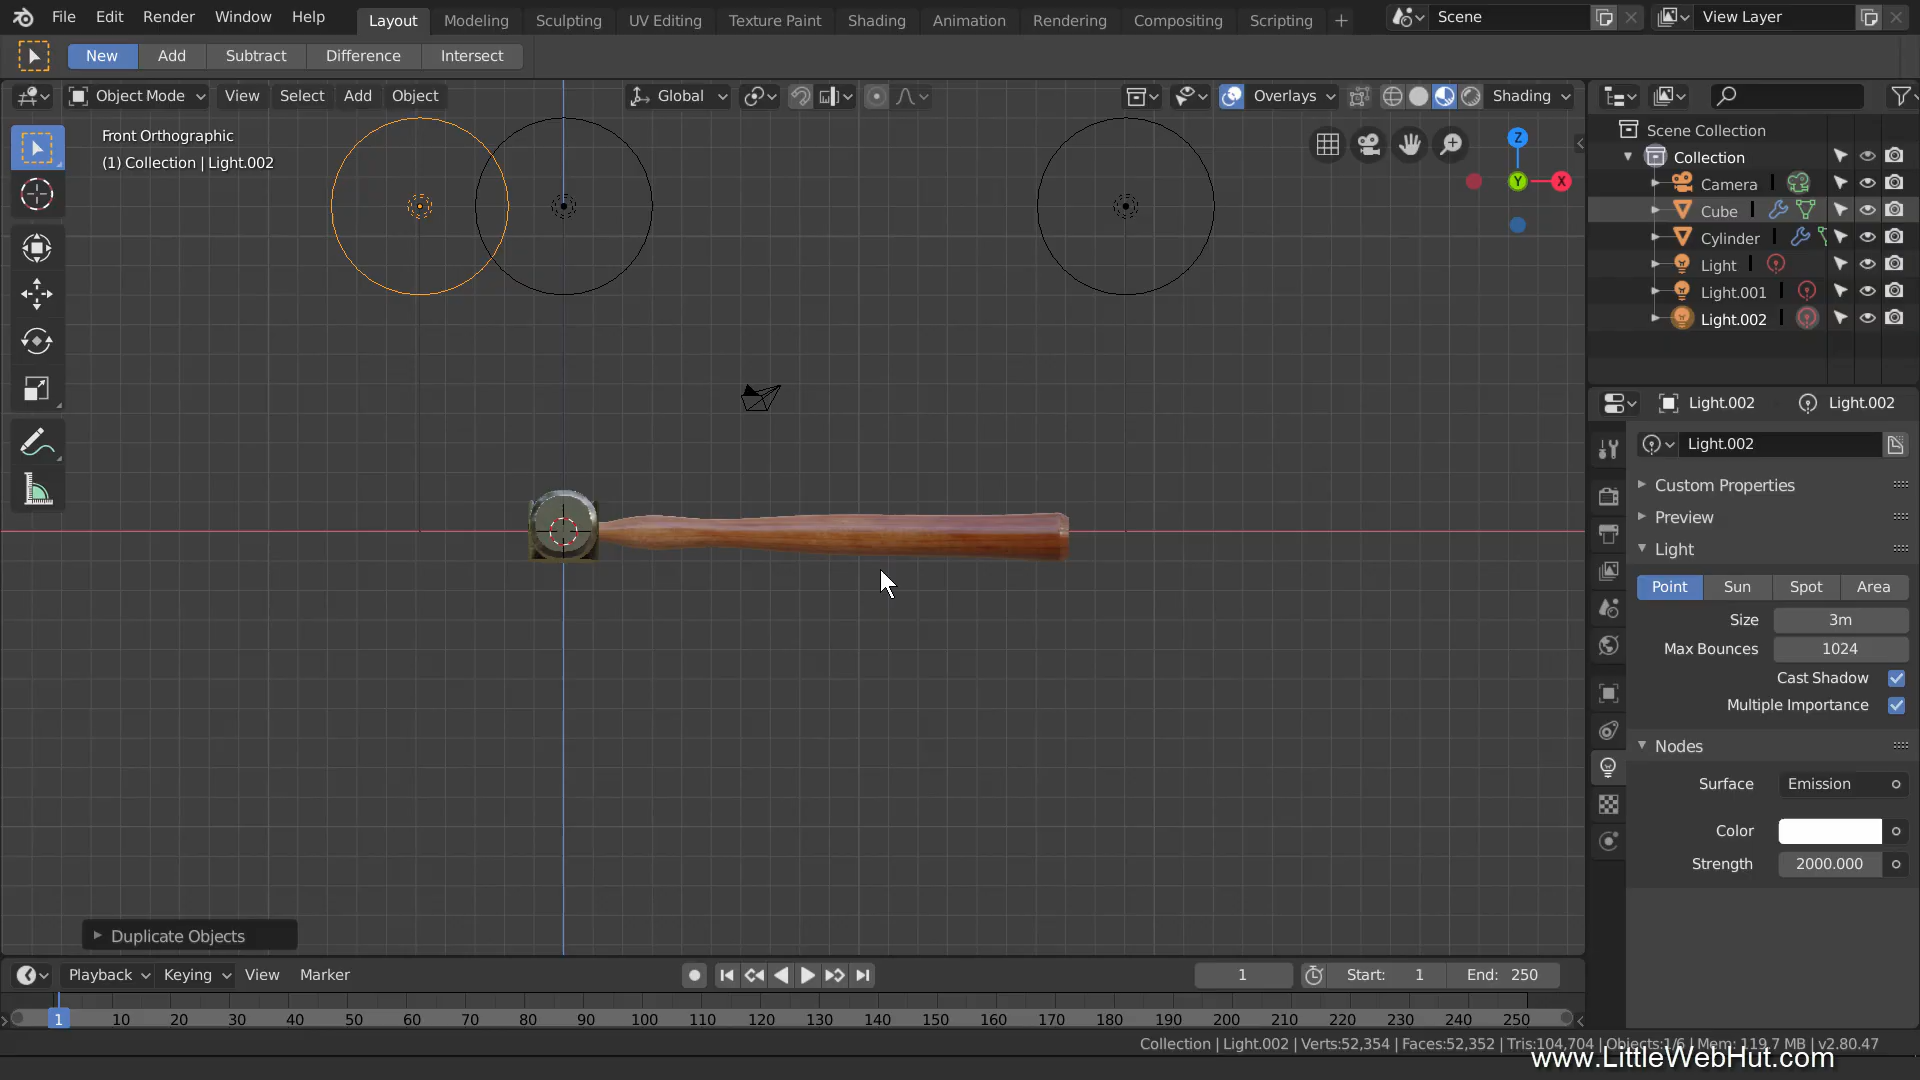 File Edit Render Window Help Layout Modeling Sculpting UV Editing Texture Paint Shading Animation Rendering Compositing Scripting + Scene View Layer
New Add Subtract Difference Intersect
Object Mode View Select Add Object Global Overlays Shading
Front Orthographic
(1) Collection | Light.002
Z
Y
X
Scene Collection
Collection
Camera
Cube
Cylinder
Light
Light.001
Light.002
Light.002 Light.002
Light.002
Custom Properties
Preview
Light
Point Sun Spot Area
Size 3m
Max Bounces 1024
Cast Shadow
Multiple Importance
Nodes
Surface Emission
Color
Strength 2000.000
Duplicate Objects
Playback Keying View Marker 1 Start: 1 End: 250
1 10 20 30 40 50 60 70 80 90 100 110 120 130 140 150 160 170 180 190 200 210 220 230 240 250
Collection | Light.002 | Verts:52,354 | Faces:52,352 | Tris:104,704 | Objects:1/6 | Mem: 119.7 MB | v2.80.47
www.LittleWebHut.com